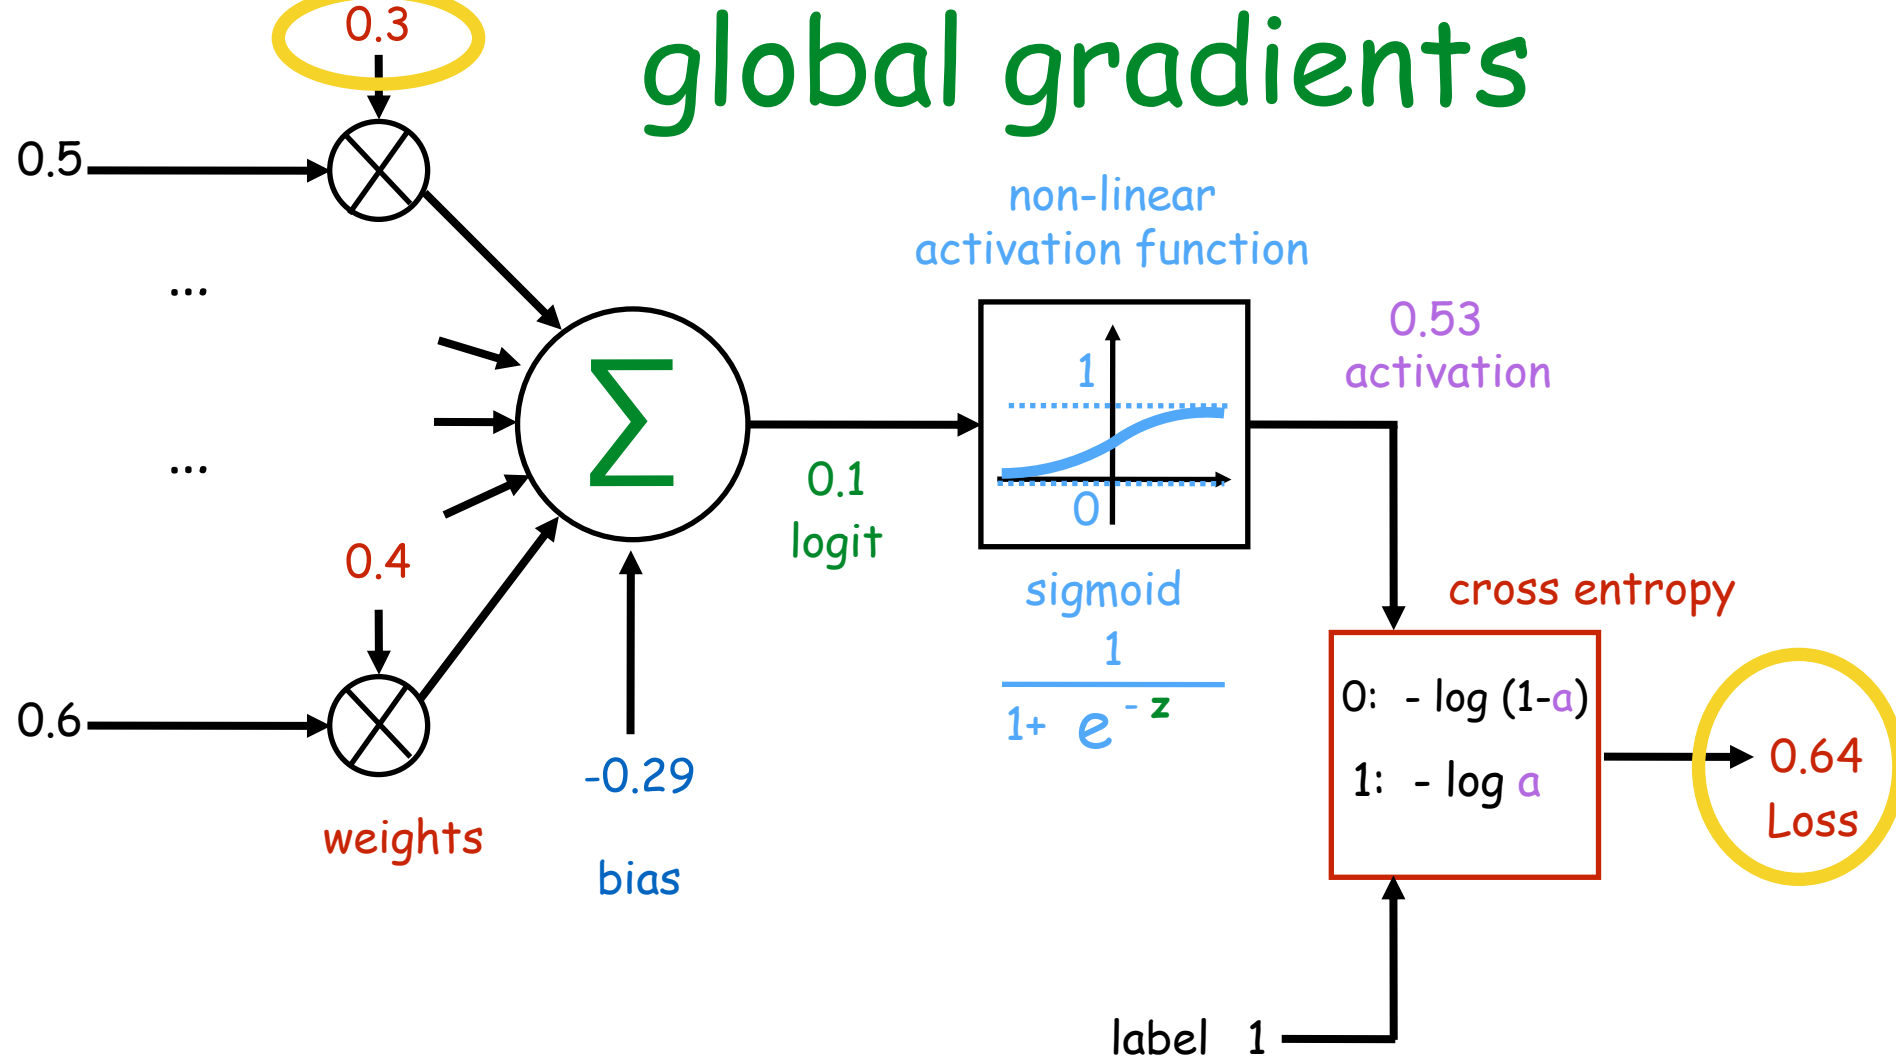 global gradients
0.3
0.5
...
...
0.4
0.6
weights
Σ
-0.29
bias
0.1
logit
non-linear
activation function
1
0
sigmoid
1
1+ e - z
0.53
activation
cross entropy
0: - log (1-a)
1: - log a
0.64
Loss
label 1